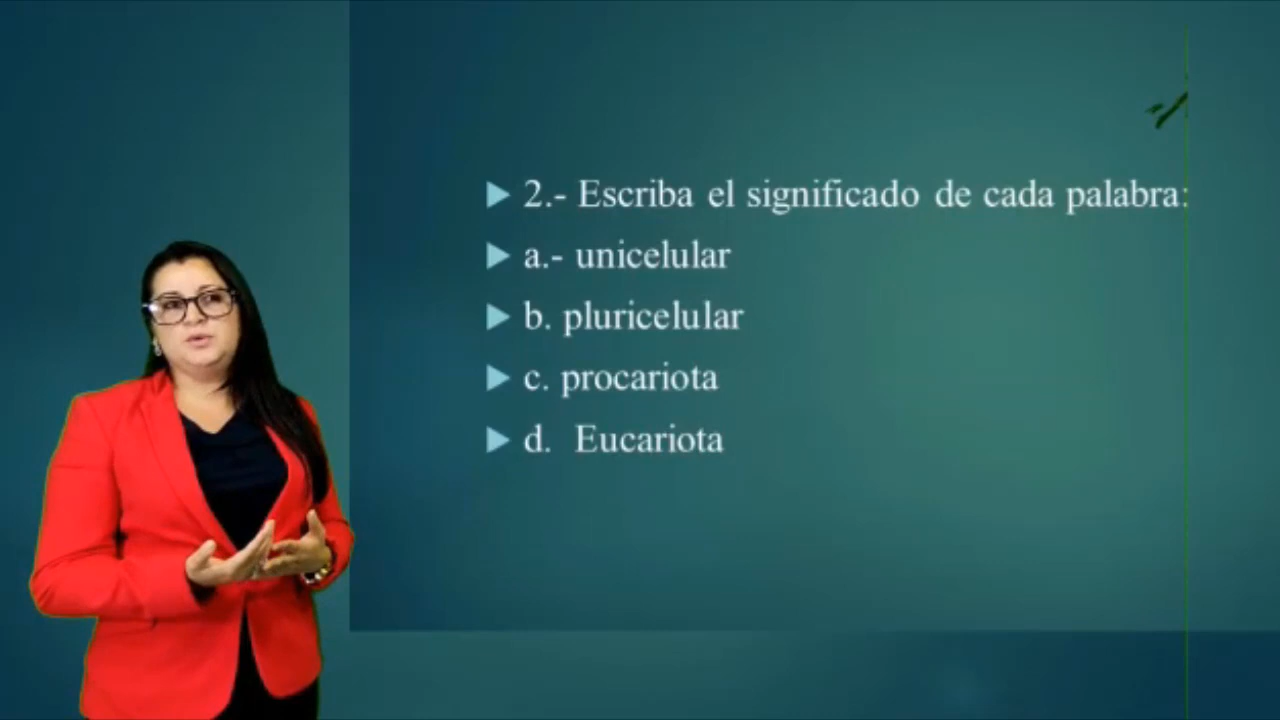 2.- Escriba el significado de cada palabra:
a.- unicelular
b. pluricelular
c. procariota
d. Eucariota